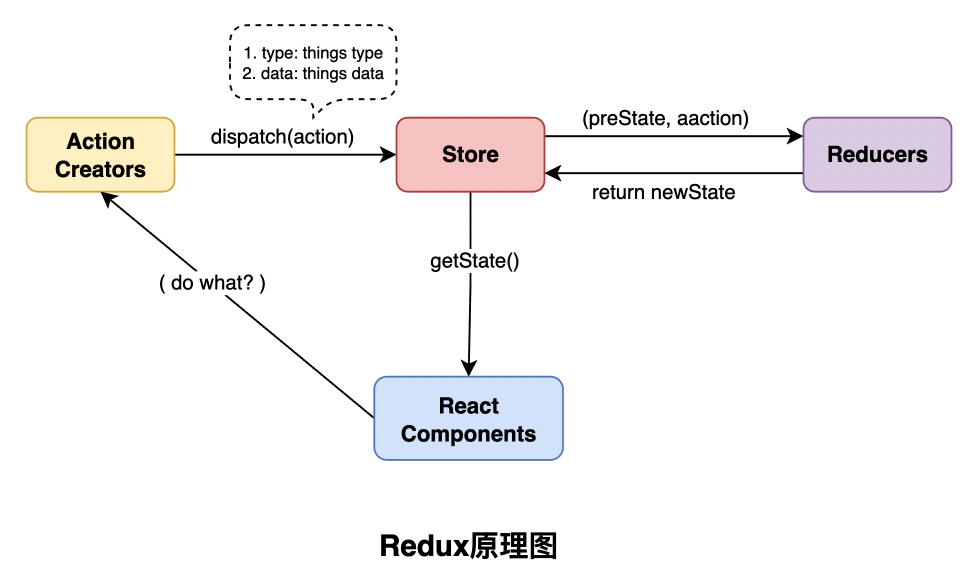 1. type: things type
2. data: things data
Action
Creators
dispatch(action)
Store
(preState, aaction)
return newState
Reducers
getState()
( do what? )
React
Components
Redux原理图